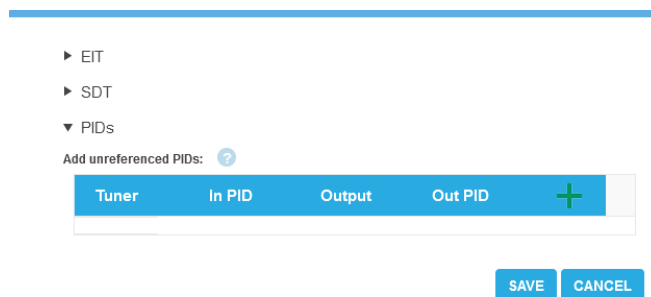 EIT
SDT
PIDs
Add unreferenced PIDs: ?
Tuner In PID Output Out PID +
SAVE CANCEL